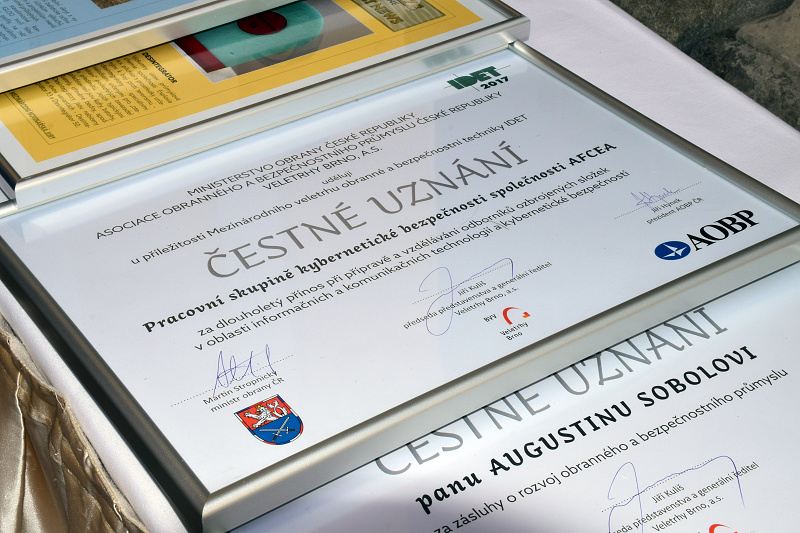 DESINTEGRATOR
IDET
2017
MINISTERSTVO OBRANY ČESKÉ REPUBLIKY
ASOCIACE OBRANNÉHO A BEZPEČNOSTNÍHO PRŮMYSLU ČESKÉ REPUBLIKY
VELETRHY BRNO, A.S.
udělují
u příležitosti Mezinárodního veletrhu obranné a bezpečnostní techniky IDET
ČESTNÉ UZNÁNÍ
Pracovní skupině kybernetické bezpečnosti společnosti AFCEA
za dlouholetý přínos při přípravě a vzdělávání odborníků ozbrojených složek
v oblasti informačních a komunikačních technologií a kybernetické bezpečnosti
Jiří Hynek
prezident AOBP ČR
AOBP
Jiří Kuliš
předseda představenstva a generální ředitel
Veletrhy Brno, a.s.
BVV
Veletrhy
Brno
Martin Stropnický
ministr obrany ČR
ČESTNÉ UZNÁNÍ
panu AUGUSTINU SOBOLOVI
za zásluhy o rozvoj obranného a bezpečnostního průmyslu
Jiří Kuliš
předseda představenstva a generální ředitel
Veletrhy Brno, a.s.